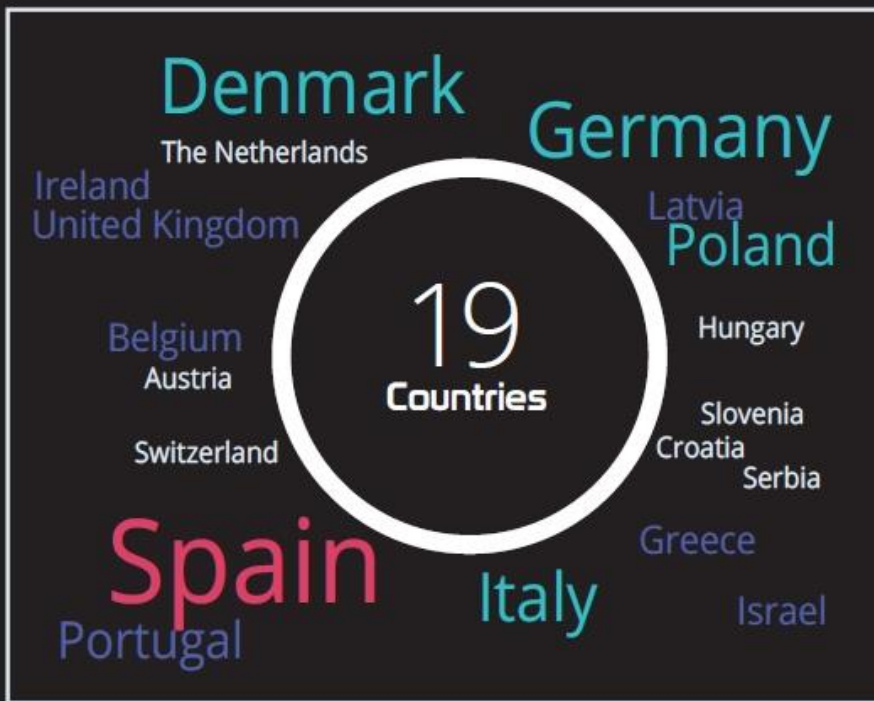 Denmark
Germany
The Netherlands
Ireland
Latvia
United Kingdom
Poland
19
Countries
Hungary
Belgium
Austria
Slovenia
Switzerland
Croatia
Serbia
Spain
Greece
Italy
Israel
Portugal